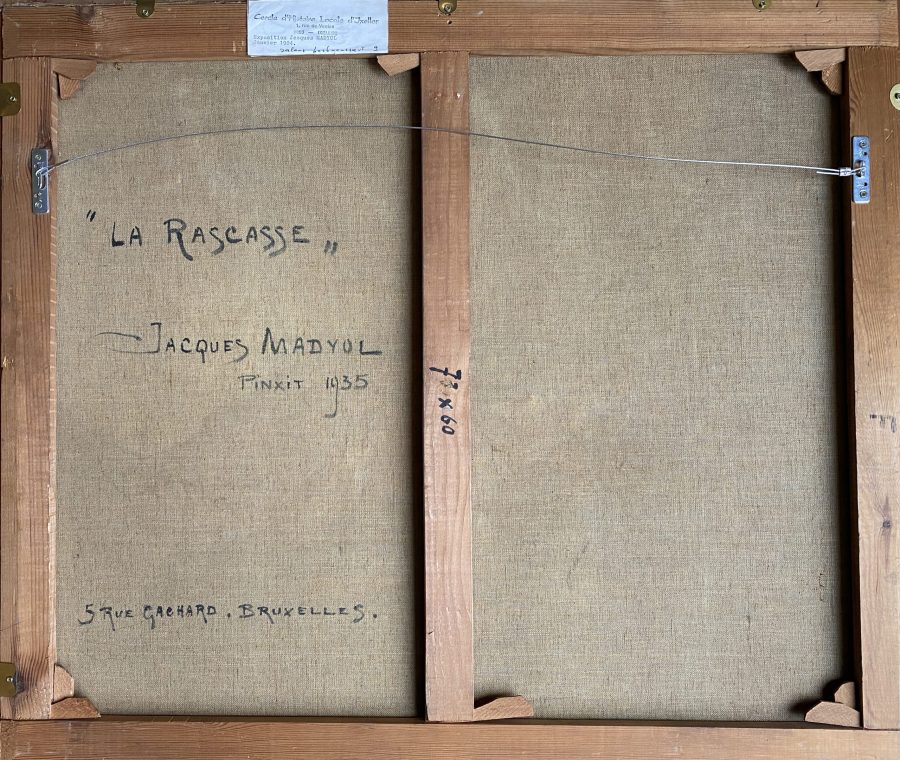 Cercle d'Histoire Locale d'Ixelles
Exposition Jacques MADYOL
Janvier
"LA RASCASSE„
JACQUES MADYOL
PINXIT 1935
73 x 60
5 RUE GACHARD. BRUXELLES.